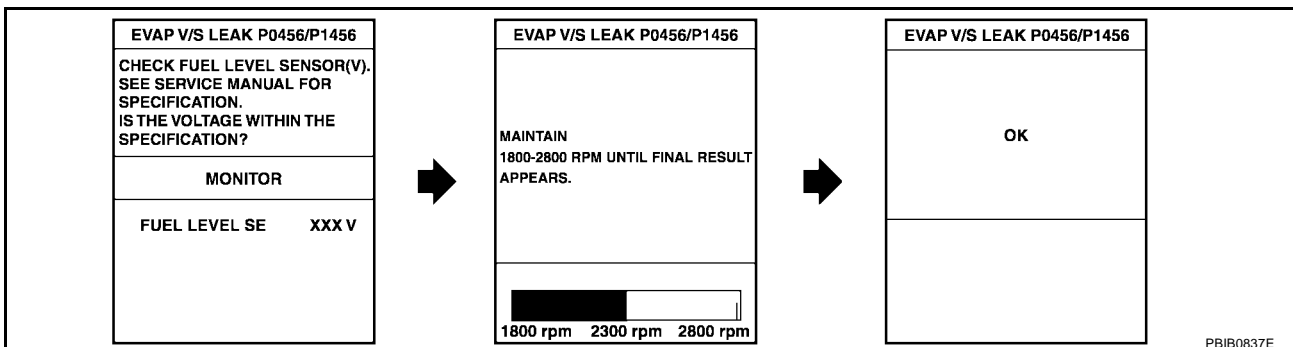 EVAP V/S LEAK P0456/P1456
CHECK FUEL LEVEL SENSOR(V).
SEE SERVICE MANUAL FOR
SPECIFICATION.
IS THE VOLTAGE WITHIN THE
SPECIFICATION?
MONITOR
FUEL LEVEL SE XXX V
EVAP V/S LEAK P0456/P1456
MAINTAIN
1800-2800 RPM UNTIL FINAL RESULT
APPEARS.
1800 rpm 2300 rpm 2800 rpm
EVAP V/S LEAK P0456/P1456
OK
PBIB0837E